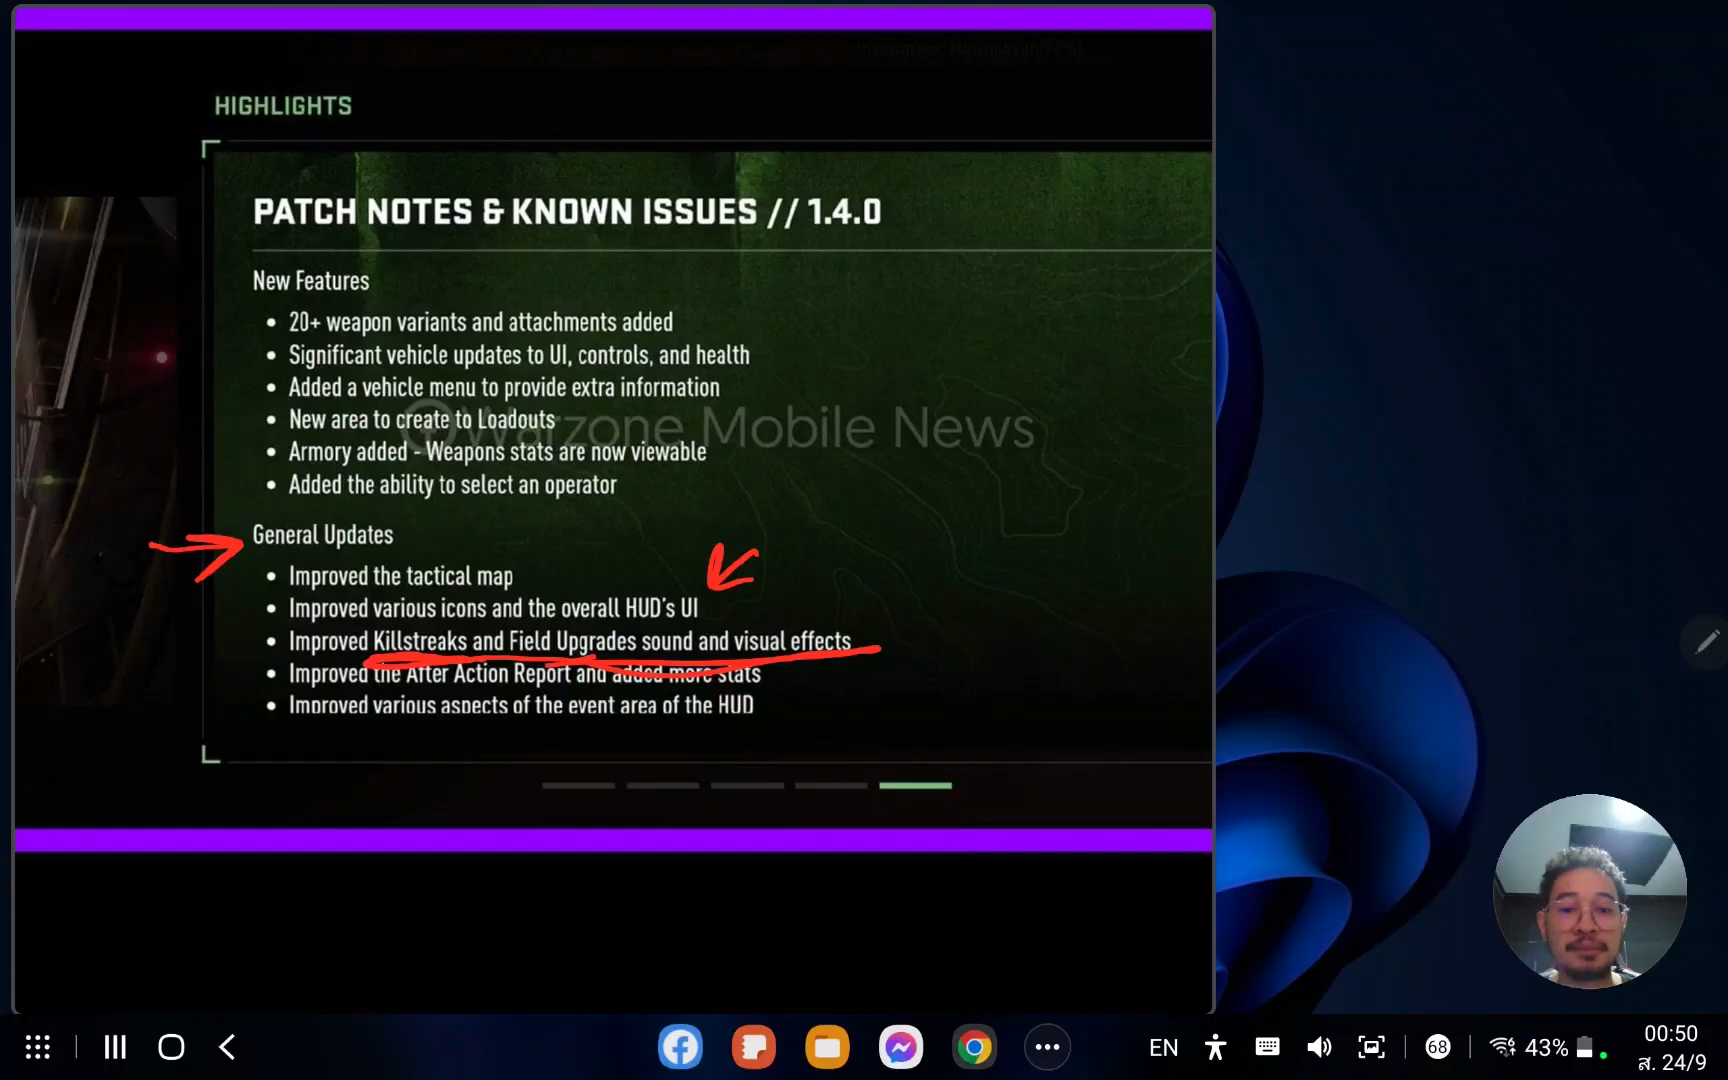 HIGHLIGHTS
PATCH NOTES & KNOWN ISSUES // 1.4.0
New Features
• 20+ weapon variants and attachments added
• Significant vehicle updates to UI, controls, and health
• Added a vehicle menu to provide extra information
• New area to create to Loadouts
@Warzone Mobile News
• Armory added - Weapons stats are now viewable
• Added the ability to select an operator
General Updates
• Improved the tactical map
• Improved various icons and the overall HUD's UI
• Improved Killstreaks and Field Upgrades sound and visual effects
• Improved the After Action Report and added more stats
• Improved various aspects of the event area of the HUD
EN
68
43%
00:50
ส. 24/9